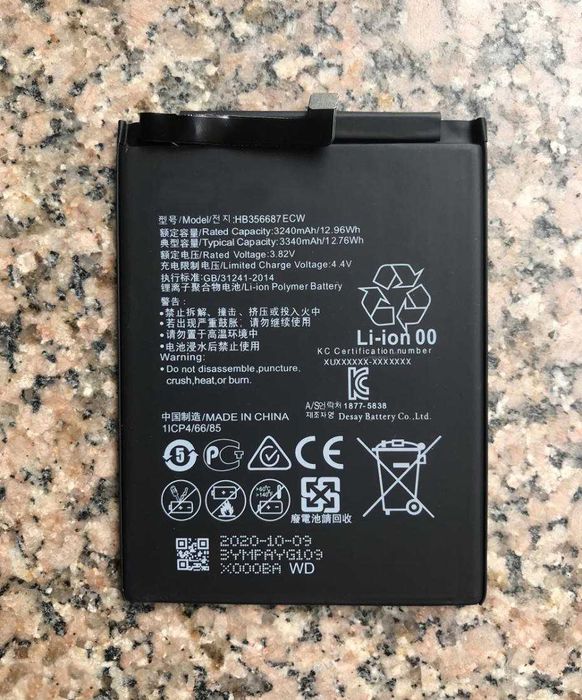 型号/Model/전지:HB356687ECW
额定容量/Rated Capacity:3240mAh/12.96Wh
典型容量/Typical Capacity:3340mAh/12.76Wh
额定电压/Rated Voltage:3.82V
充电限制电压/Limited Charge Voltage:4.4V
执行标准:GB/31241-2014
锂离子聚合物电池/Li-ion Polymer Battery
警告:
•禁止拆卸、撞击、挤压或投入火中
•若出现严重鼓胀,请勿继续使用
•请勿置于高温环境中
•电池浸水后禁止使用
Warning:
• Do not disassemble,puncture,
crush,heat,or burn.
Li-ion 00
KC Certification number
XUXXXXXX-XXXXXXX
A/S연락처 1877-5838
제조자명 Desay Battery Co.,Ltd.
中国制造/MADE IN CHINA
1ICP4/66/85
5
>60℃
>140℉
廢電池請回收
2020-10-09
3YMPAYG109
X000BA WD